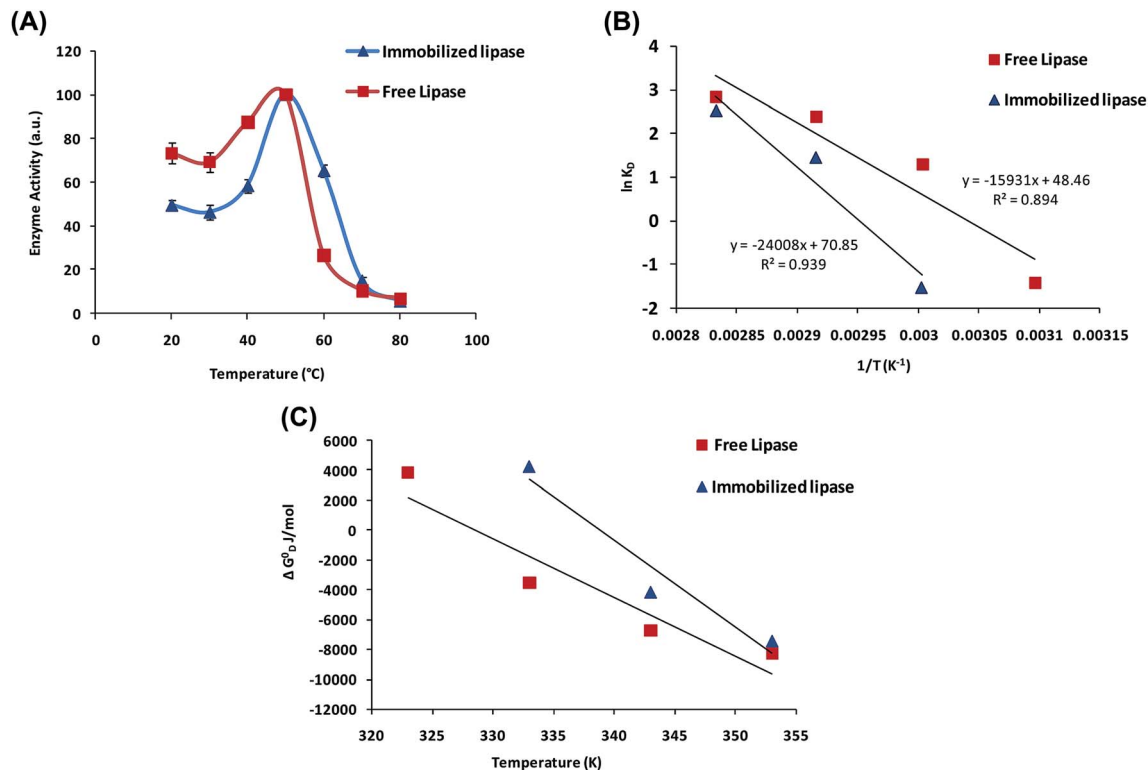 (A)
120
100
80
60
40
20
0
Enzyme Activity (a.u.)
0 20 40 60 80 100
Temperature (°C)
Immobilized lipase
Free Lipase
(B)
4
3
2
1
0
-1
-2
ln K_D
0.0028 0.00285 0.0029 0.00295 0.003 0.00305 0.0031 0.00315
1/T (K⁻¹)
Free Lipase
Immobilized lipase
y = -15931x + 48.46
R² = 0.894
y = -24008x + 70.85
R² = 0.939
(C)
6000
4000
2000
0
-2000
-4000
-6000
-8000
-10000
-12000
Δ G⁰_D J/mol
320 325 330 335 340 345 350 355
Temperature (K)
Free Lipase
Immobilized lipase